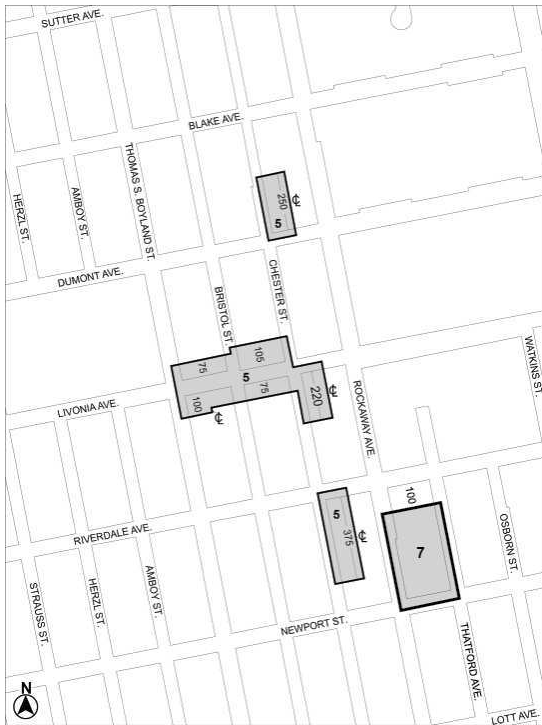 SUTTER AVE.
BLAKE AVE.
THOMAS S. BOYLAND ST.
HERZL ST.
AMBOY ST.
250
℄
5
DUMONT AVE.
BRISTOL ST.
CHESTER ST.
75
105
5
75
100
℄
220
℄
WATKINS ST.
LIVONIA AVE.
ROCKAWAY AVE.
100
5
375
℄
7
OSBORN ST.
RIVERDALE AVE.
STRAUSS ST.
HERZL ST.
AMBOY ST.
NEWPORT ST.
THATFORD AVE.
N
LOTT AVE.